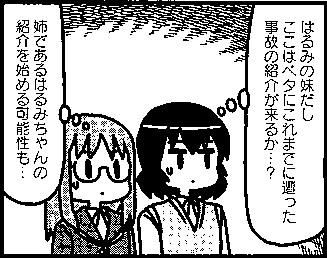 はるみの妹だし
ここはベタにこれまでに遭った
事故の紹介が来るか…?
姉であるはるみちゃんの
紹介を始める可能性も…